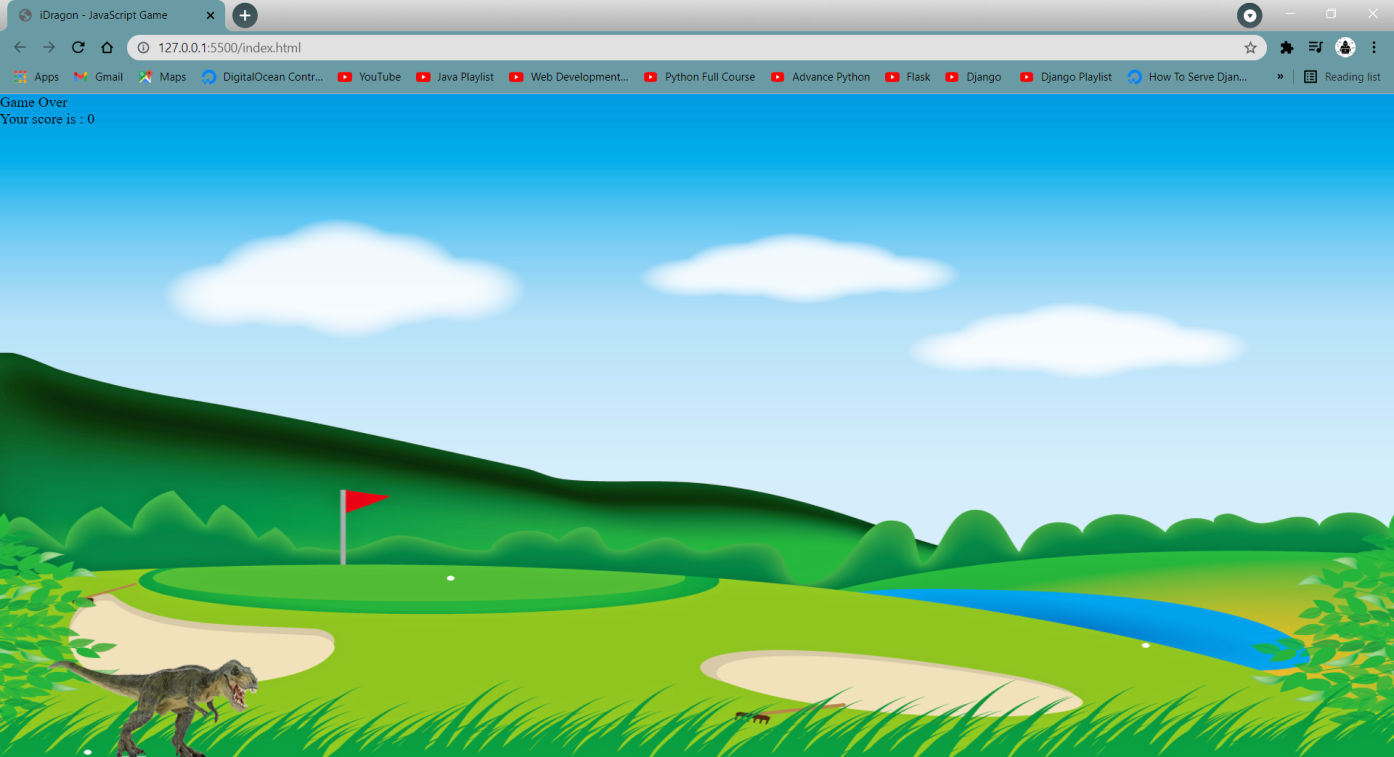 iDragon - JavaScript Game
127.0.0.1:5500/index.html
Apps Gmail Maps DigitalOcean Contr... YouTube Java Playlist Web Development... Python Full Course Advance Python Flask Django Django Playlist How To Serve Djan... » Reading list
Game Over
Your score is : 0